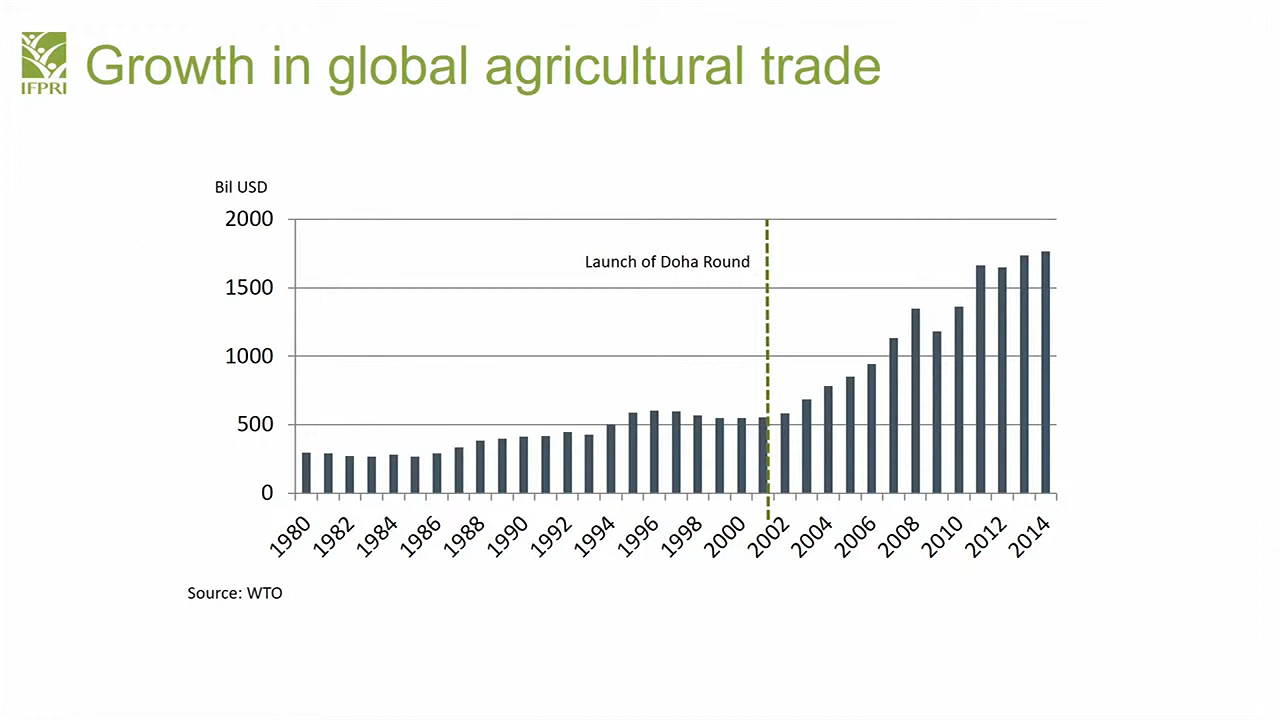 IFPRI
Growth in global agricultural trade
Bil USD
2000
1500
1000
500
0
Launch of Doha Round
1980 1982 1984 1986 1988 1990 1992 1994 1996 1998 2000 2002 2004 2006 2008 2010 2012 2014
Source: WTO